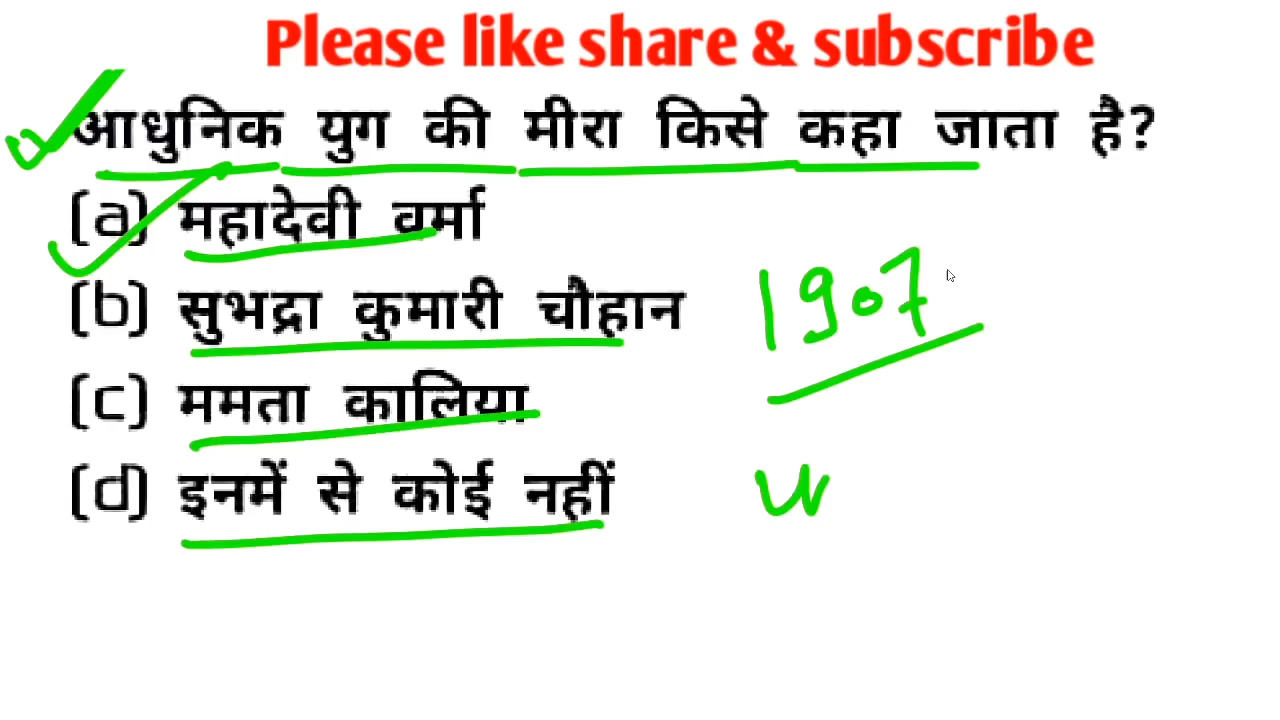 Please like share & subscribe
आधुनिक युग की मीरा किसे कहा जाता है?
(a) महादेवी वर्मा
(b) सुभद्रा कुमारी चौहान
1907
(c) ममता कालिया
(d) इनमें से कोई नहीं